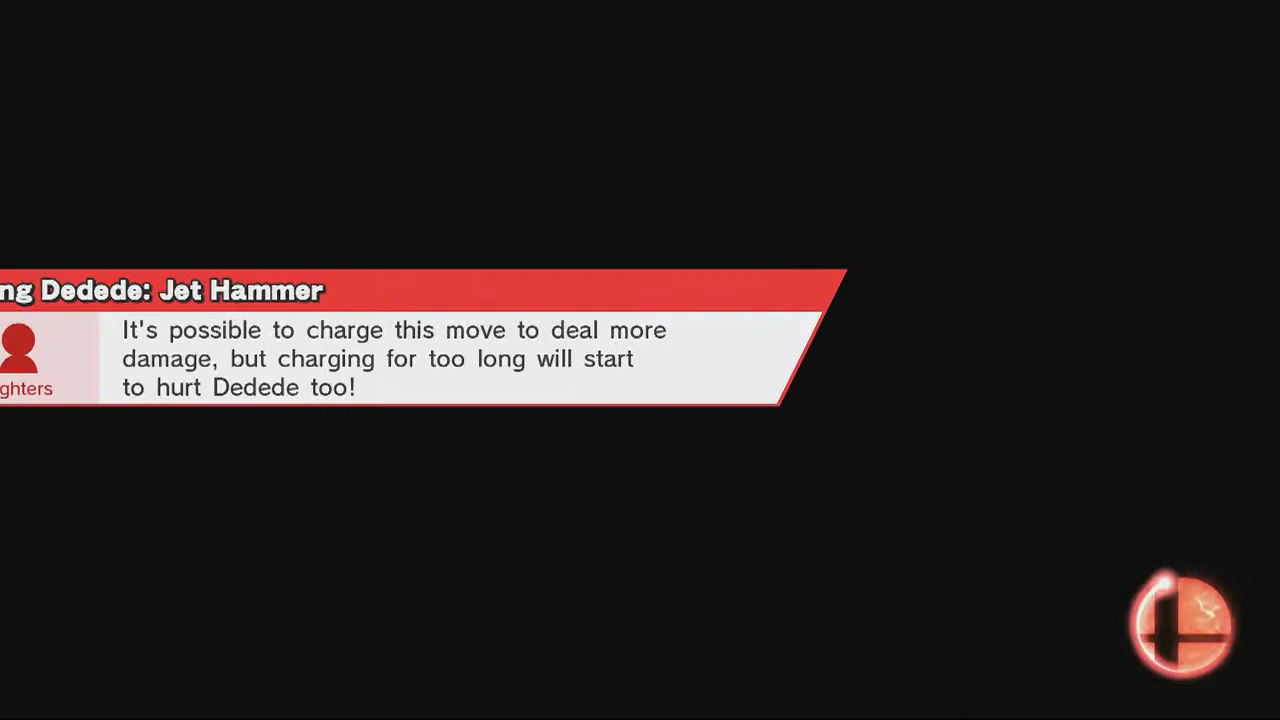 ng Dedede: Jet Hammer
It's possible to charge this move to deal more
damage, but charging for too long will start
to hurt Dedede too!
ghters